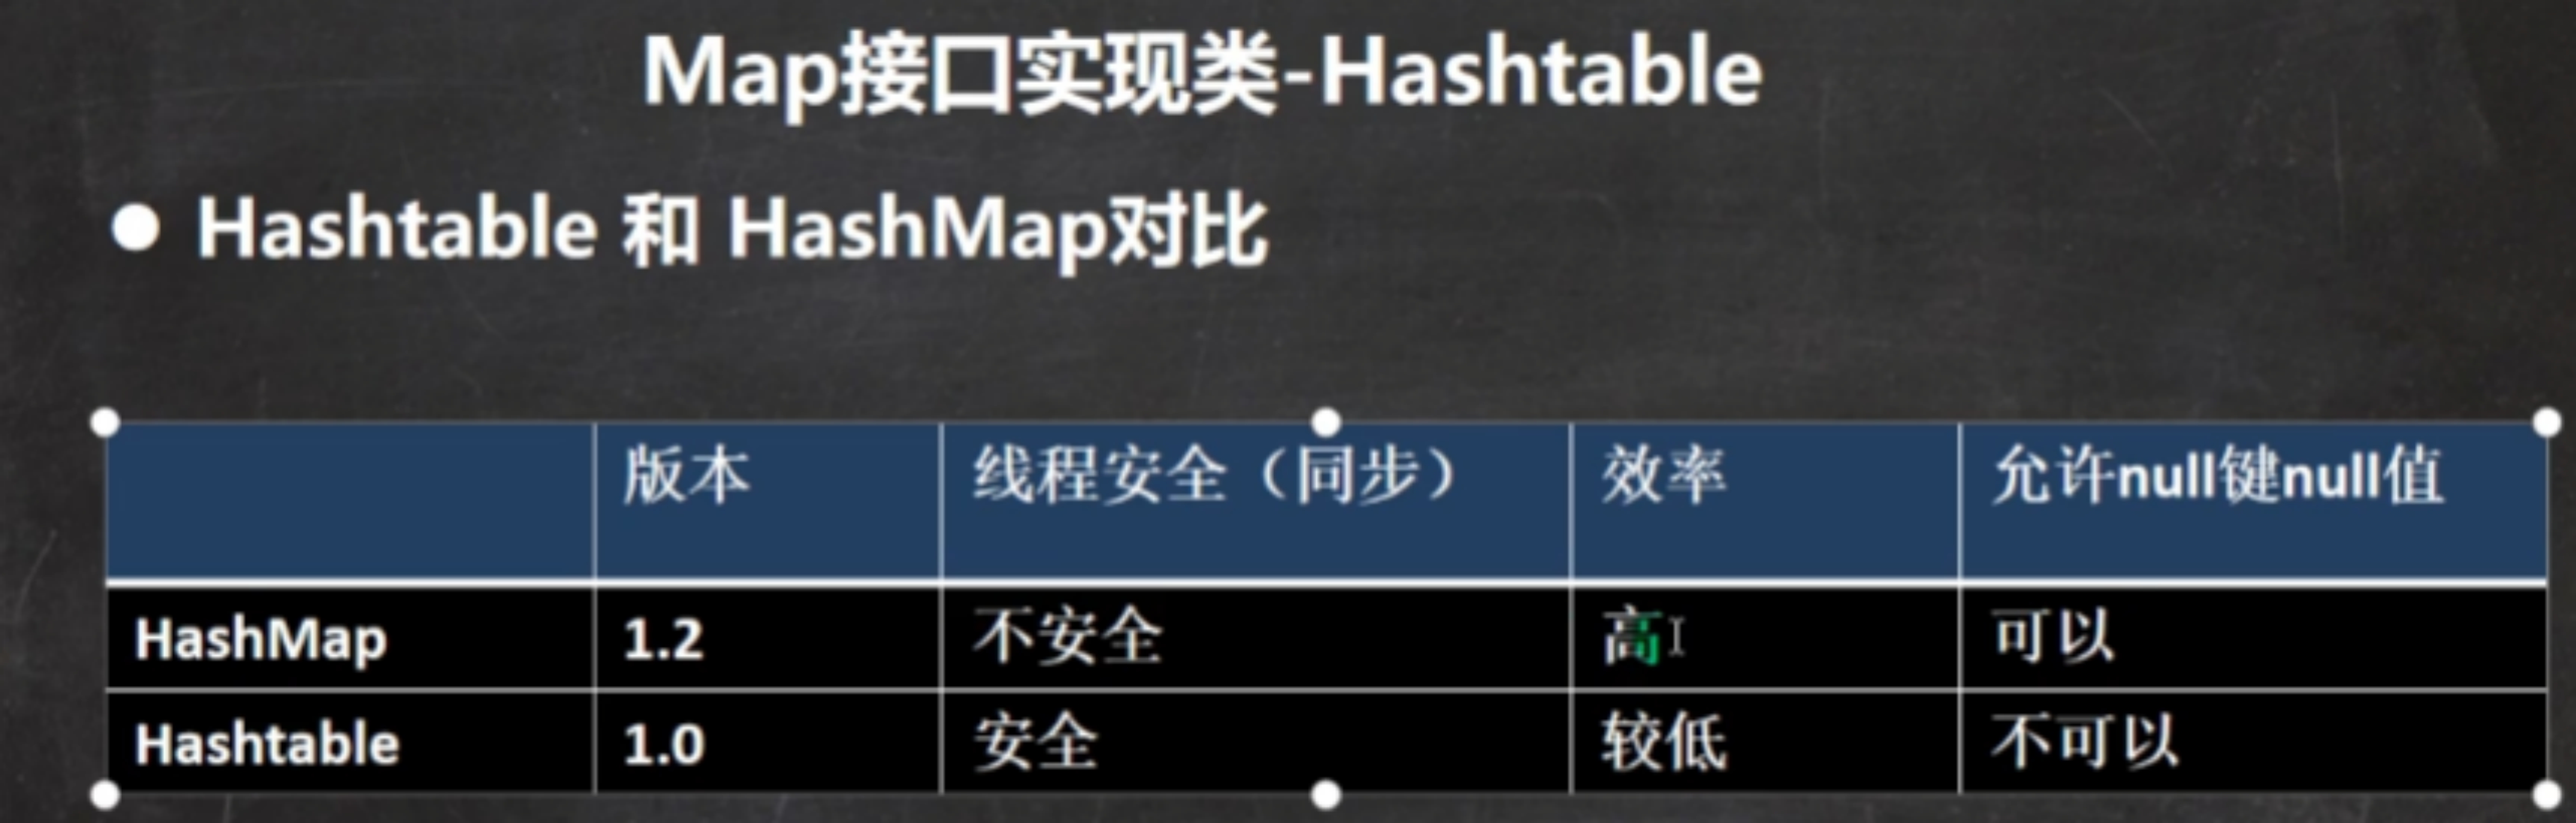 Map接口实现类-Hashtable
Hashtable 和 HashMap对比
版本 线程安全（同步） 效率 允许null键null值
HashMap 1.2 不安全 高 可以
Hashtable 1.0 安全 较低 不可以